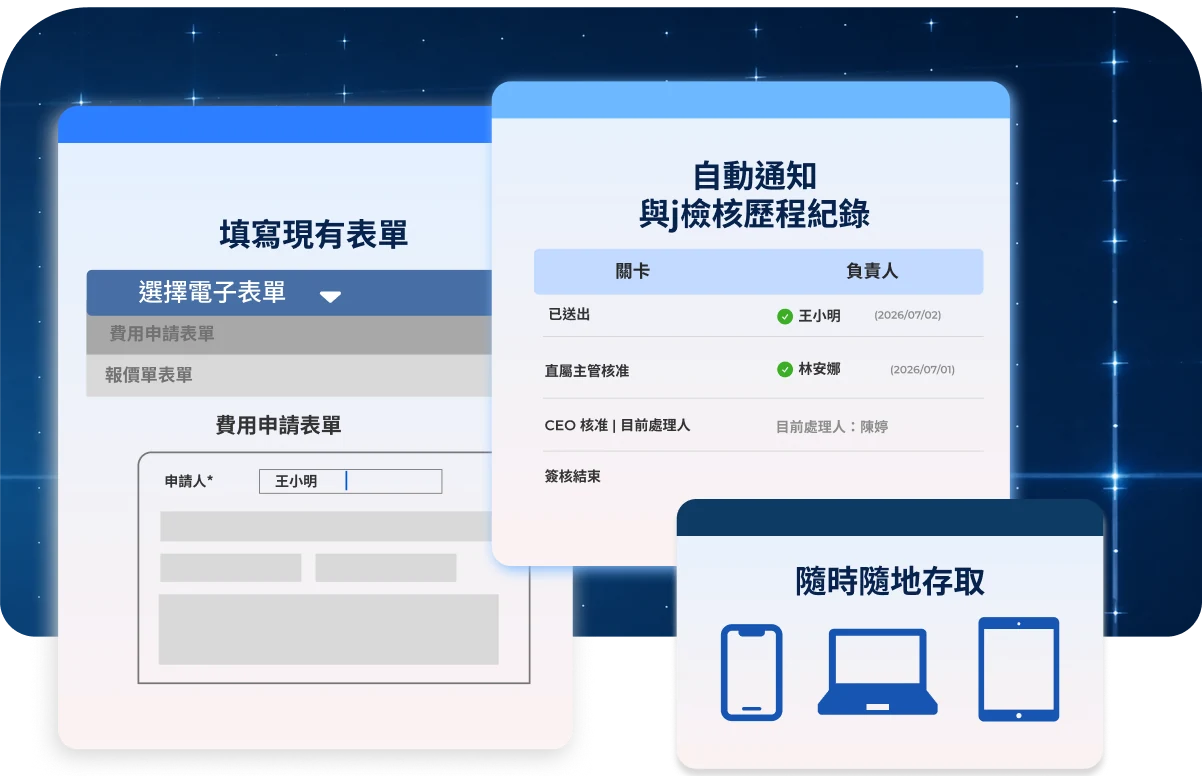 填寫現有表單
選擇電子表單
費用申請表單
報價單表單
費用申請表單
申請人*
王小明
自動通知
與j檢核歷程紀錄
關卡 負責人
已送出 王小明 (2026/07/02)
直屬主管核准 林安娜 (2026/07/01)
CEO 核准 | 目前處理人 目前處理人：陳婷
簽核結束
隨時隨地存取